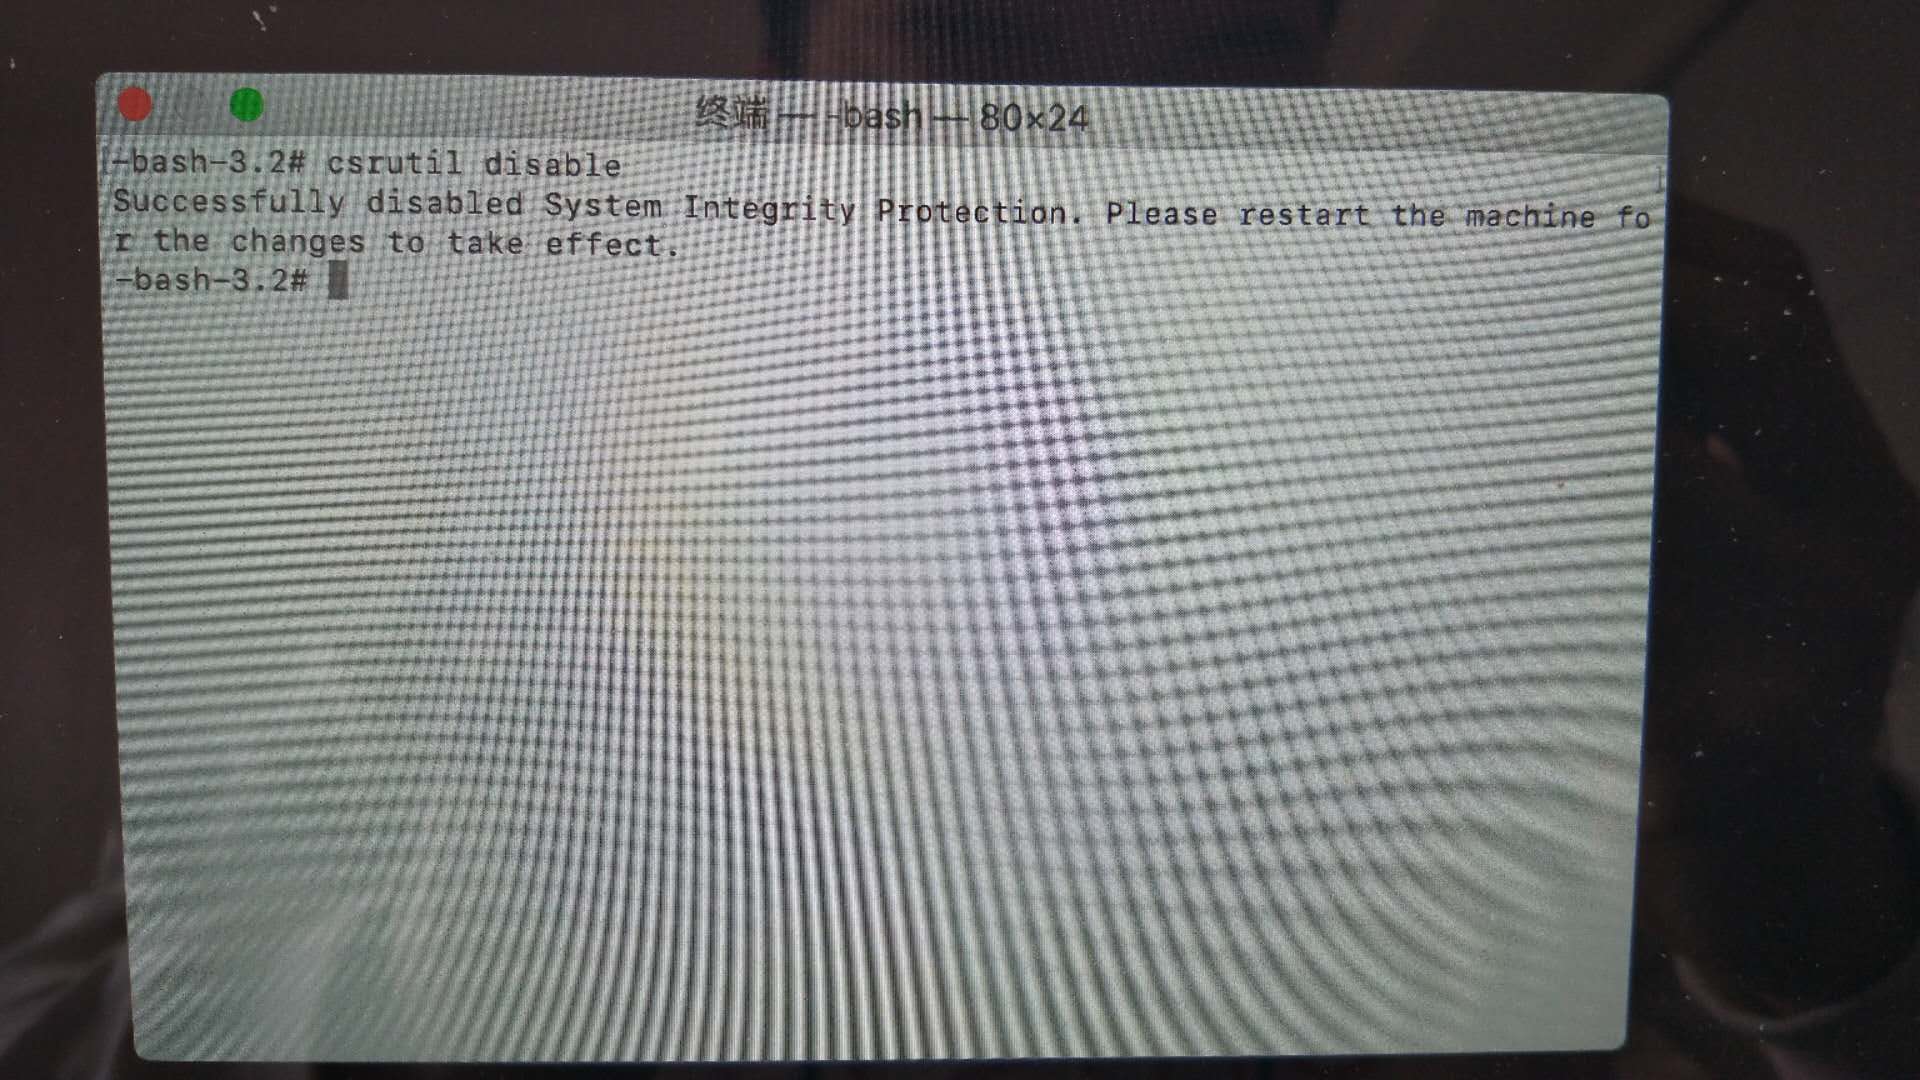 终端 — -bash — 80×24
-bash-3.2# csrutil disable
Successfully disabled System Integrity Protection. Please restart the machine fo
r the changes to take effect.
-bash-3.2#